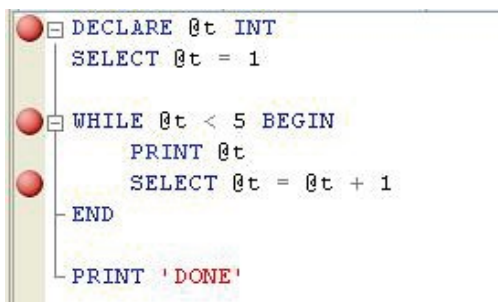 DECLARE @t INT
SELECT @t = 1
WHILE @t < 5 BEGIN
PRINT @t
SELECT @t = @t + 1
END
PRINT 'DONE'